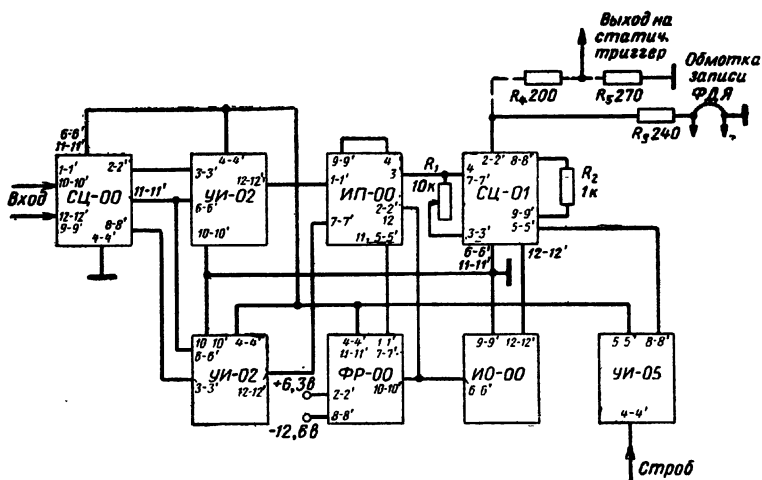 Выход на
статич.
триггер
Обмотка
записи
ФДЯ
R₄ 200
R₅ 270
R₃ 240
6-6'
11-11'
1-1'
10-10'
СЦ-00
12-12'
9-9'
4-4'
2-2'
11-11'
8-8'
Вход
4-4'
3-3'
УИ-02
6-6'
12-12'
10-10'
9-9'
4
1-1'
3
ИП-00
2-2'
7-7'
12
11, 5-5'
R₁
10к
2-2'
8-8'
4
7-7'
СЦ-01
9-9'
3-3'
5-5'
6-6'
11-11'
12-12'
R₂
1к
10 10'
4-4'
6-6'
УИ-02
3-3'
12-12'
+6,3в
-12,6в
4-4'
1 1'
11-11'
7-7'
ФР-00
10-10'
2-2'
8-8'
9-9'
12-12'
ИО-00
6 6'
5 5'
8-8'
УИ-05
4-4'
Строб